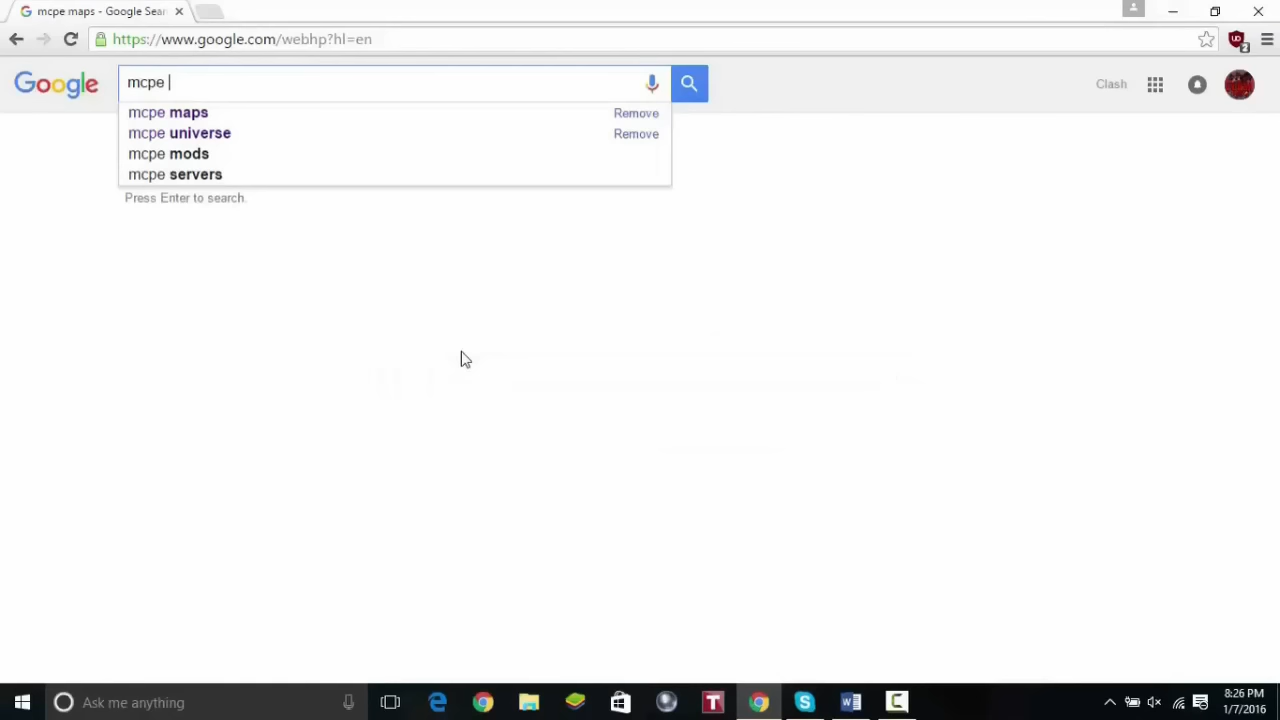 mcpe maps - Google Sear
https://www.google.com/webhp?hl=en
2
Google
mcpe
Clash
mcpe maps Remove
mcpe universe Remove
mcpe mods
mcpe servers
Press Enter to search.
Ask me anything
8:26 PM
1/7/2016